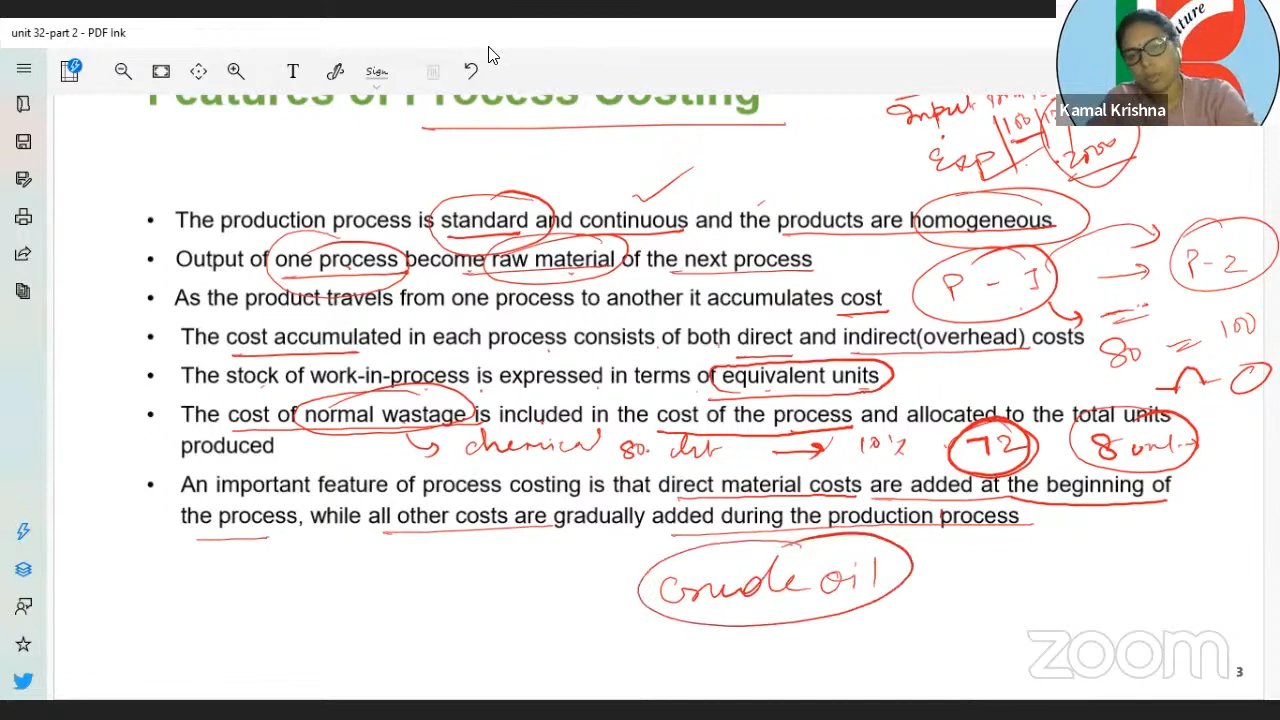 unit 32-part 2 - PDF Ink
uture
Kamal Krishna
T
Sign
Features of Process Costing
Input
Exp 100
2000
• The production process is standard and continuous and the products are homogeneous
• Output of one process become raw material of the next process
P - I
P - 2
• As the product travels from one process to another it accumulates cost
• The cost accumulated in each process consists of both direct and indirect(overhead) costs
80 = 100
• The stock of work-in-process is expressed in terms of equivalent units
• The cost of normal wastage is included in the cost of the process and allocated to the total units
produced
chemical 80. → 10% 72 8
• An important feature of process costing is that direct material costs are added at the beginning of
the process, while all other costs are gradually added during the production process
crude oil
zoom
3